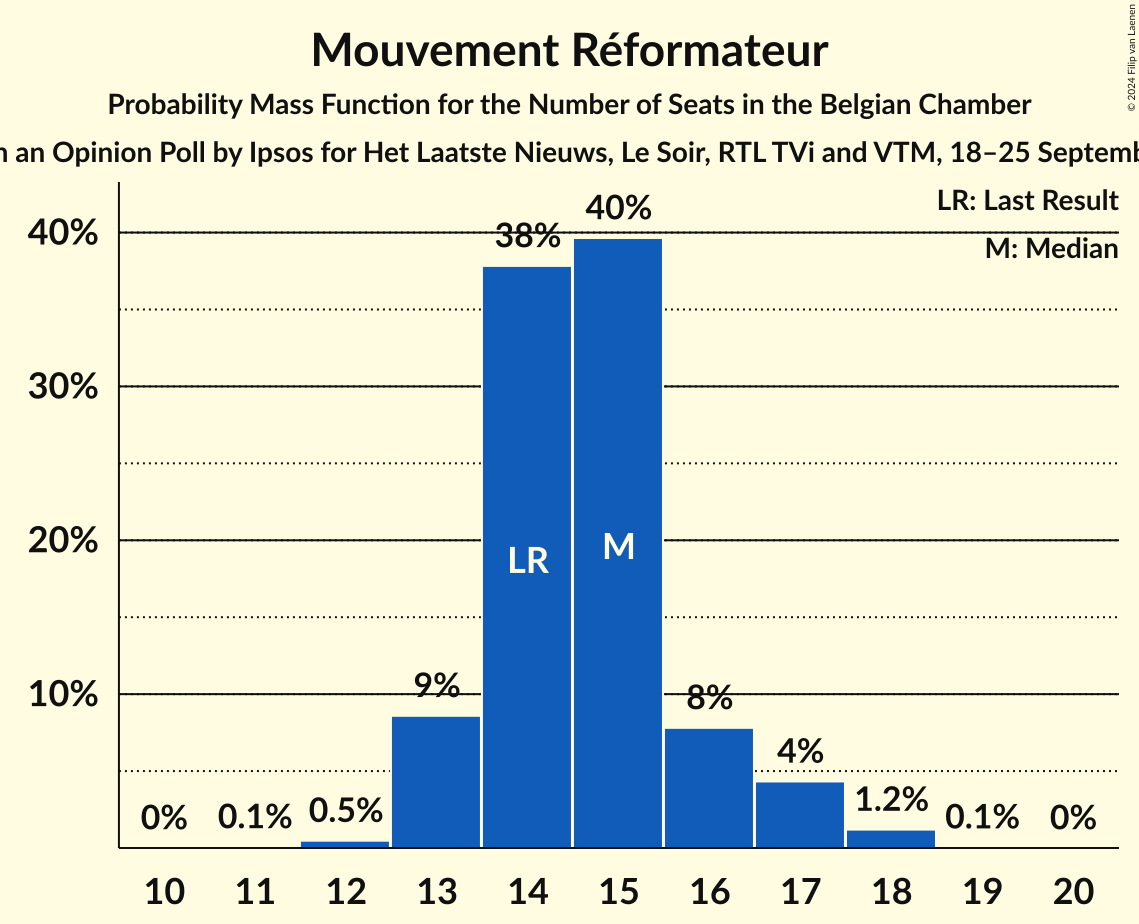 © 2024 Filip van Laenen
Mouvement Réformateur
Probability Mass Function for the Number of Seats in the Belgian Chamber
an Opinion Poll by Ipsos for Het Laatste Nieuws, Le Soir, RTL TVi and VTM, 18–25
LR: Last Result
M: Median
40%
30%
20%
10%
0%
0.1%
0.5%
9%
38%
40%
8%
4%
1.2%
0.1%
0%
LR
M
10 11 12 13 14 15 16 17 18 19 20